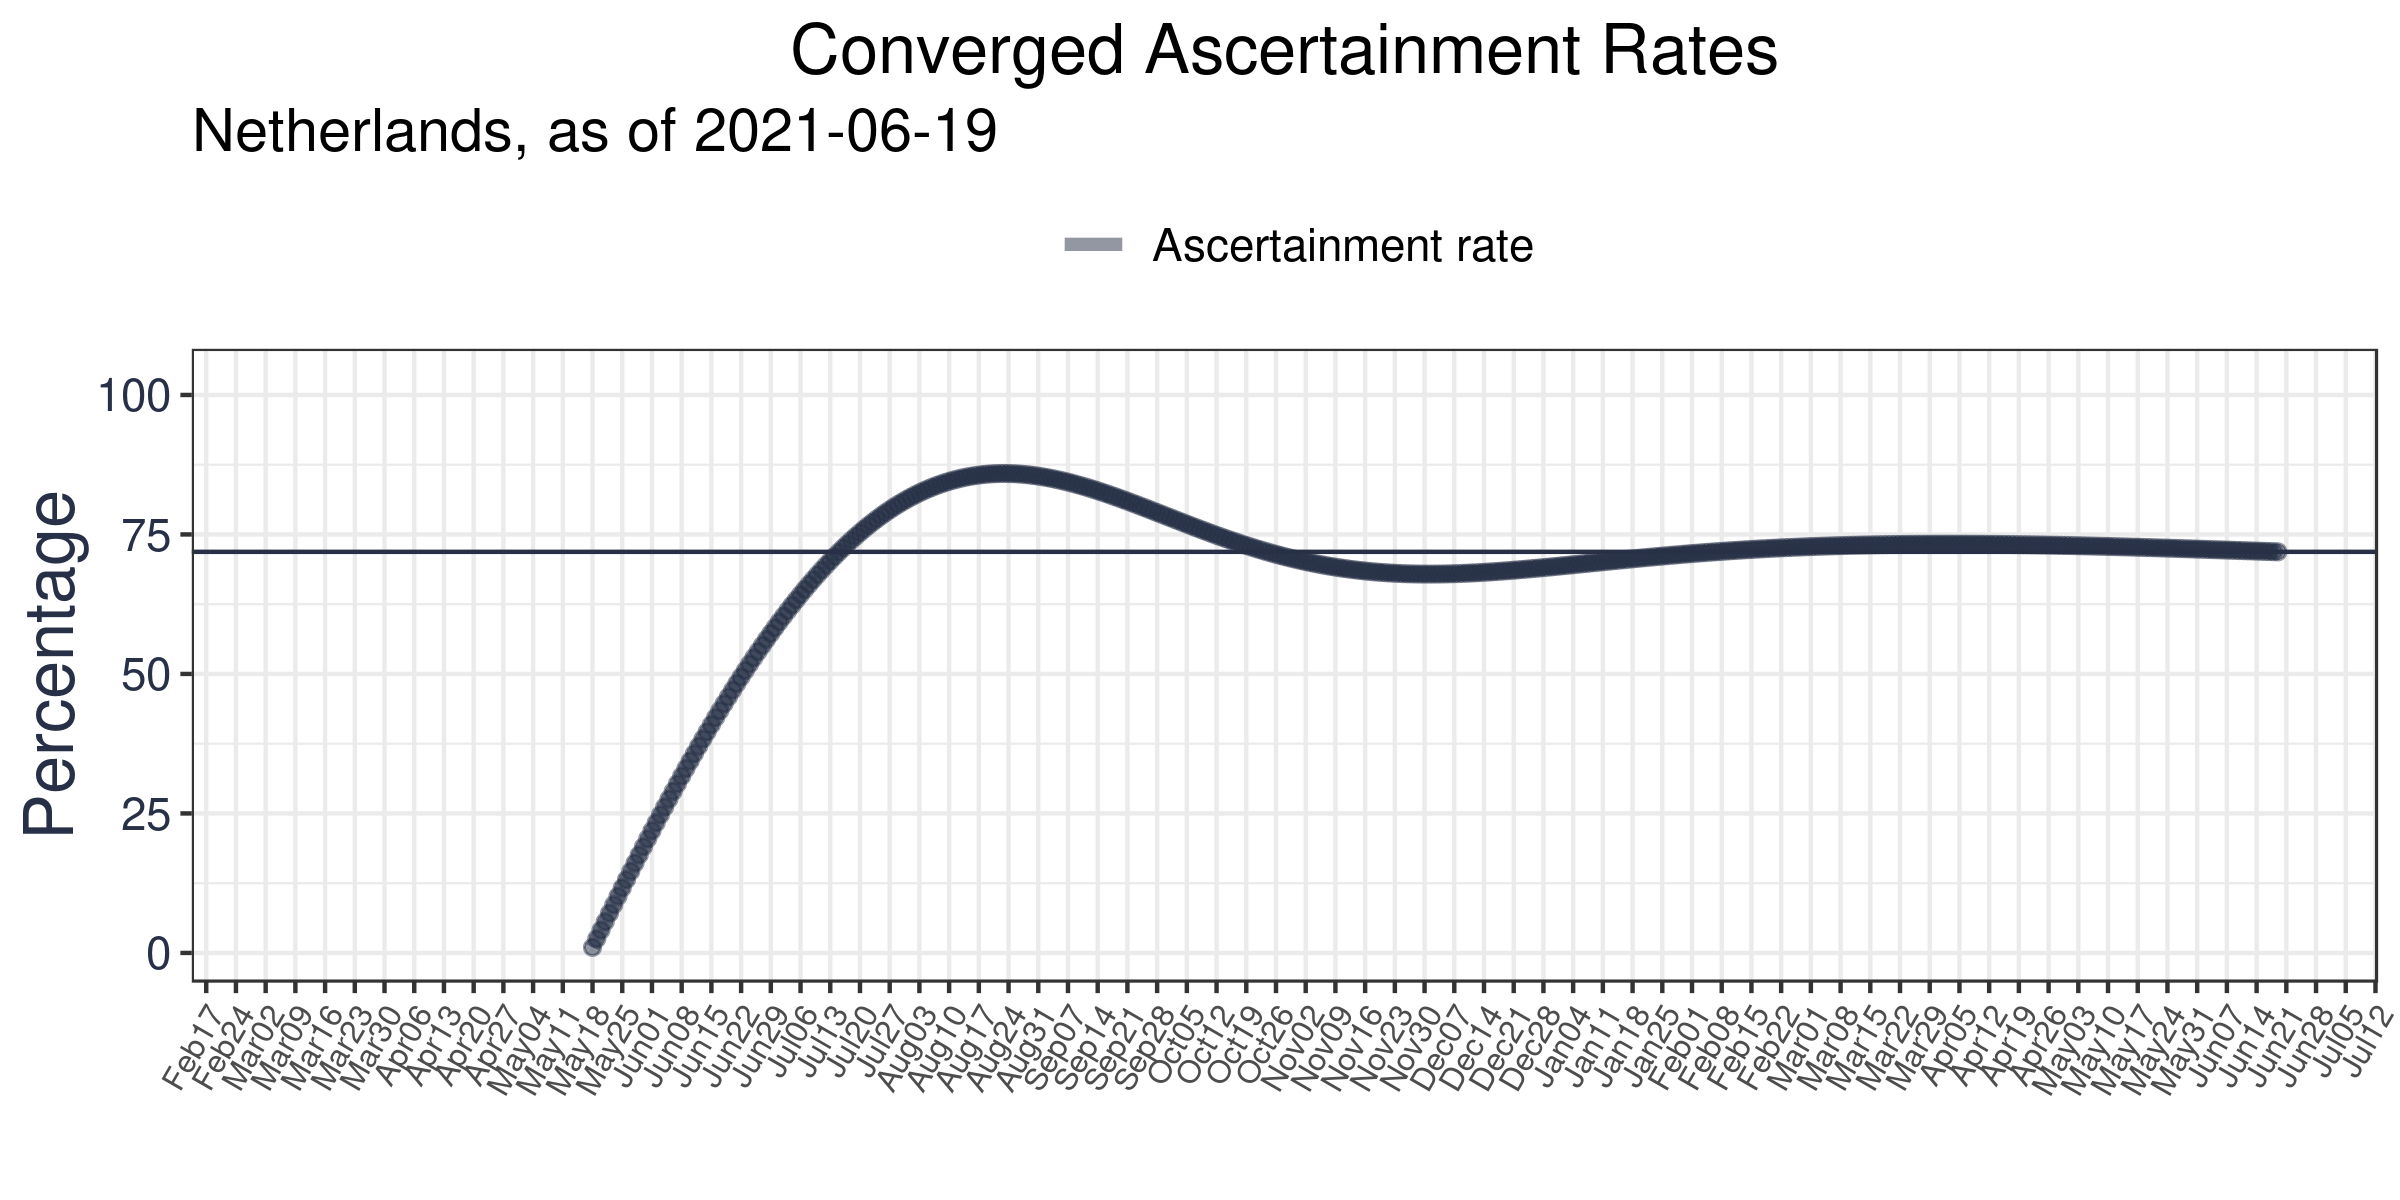 Converged Ascertainment Rates
Netherlands, as of 2021-06-19
Ascertainment rate
Percentage
100
75
50
25
0
Feb17 Feb24 Mar02 Mar09 Mar16 Mar23 Mar30 Apr06 Apr13 Apr20 Apr27 May04 May11 May18 May25 Jun01 Jun08 Jun15 Jun22 Jun29 Jul06 Jul13 Jul20 Jul27 Aug03 Aug10 Aug17 Aug24 Aug31 Sep07 Sep14 Sep21 Sep28 Oct05 Oct12 Oct19 Oct26 Nov02 Nov09 Nov16 Nov23 Nov30 Dec07 Dec14 Dec21 Dec28 Jan04 Jan11 Jan18 Jan25 Feb01 Feb08 Feb15 Feb22 Mar01 Mar08 Mar15 Mar22 Mar29 Apr05 Apr12 Apr19 Apr26 May03 May10 May17 May24 May31 Jun07 Jun14 Jun21 Jun28 Jul05 Jul12